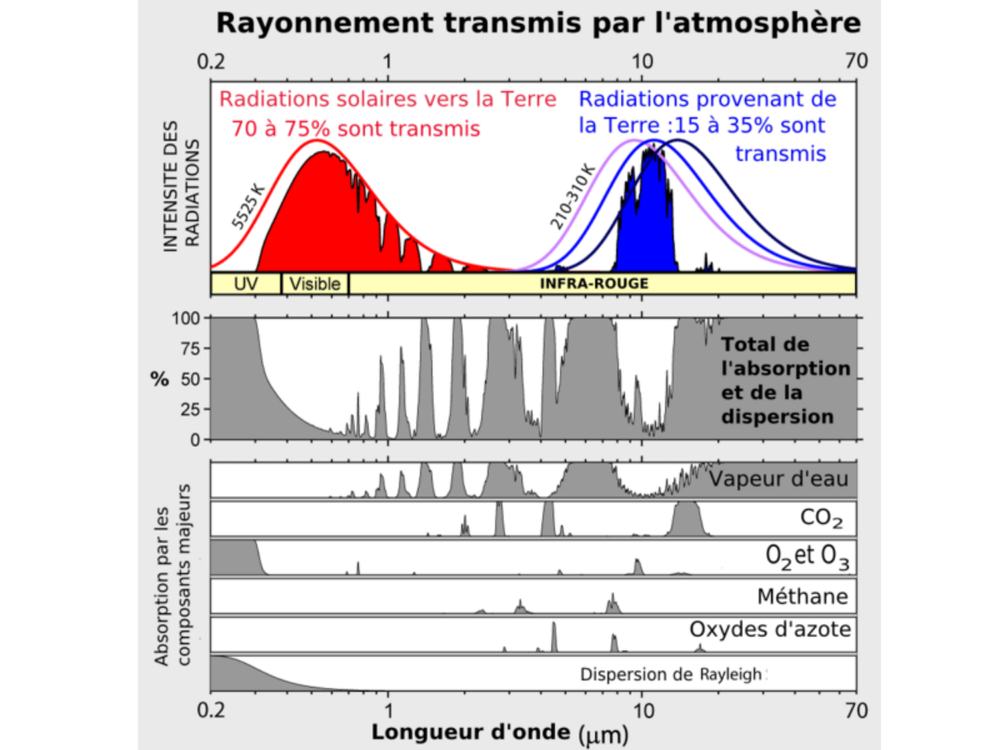 Rayonnement transmis par l'atmosphère
0.2 1 10 70
Radiations solaires vers la Terre
70 à 75% sont transmis
Radiations provenant de
la Terre :15 à 35% sont
transmis
INTENSITE DES
RADIATIONS
5525 K
210-310 K
UV Visible INFRA-ROUGE
100
75
50
25
0
%
Total de
l'absorption
et de la
dispersion
Absorption par les
composants majeurs
Vapeur d'eau
CO2
O2et O3
Méthane
Oxydes d'azote
Dispersion de Rayleigh
0.2 1 10 70
Longueur d'onde (μm)